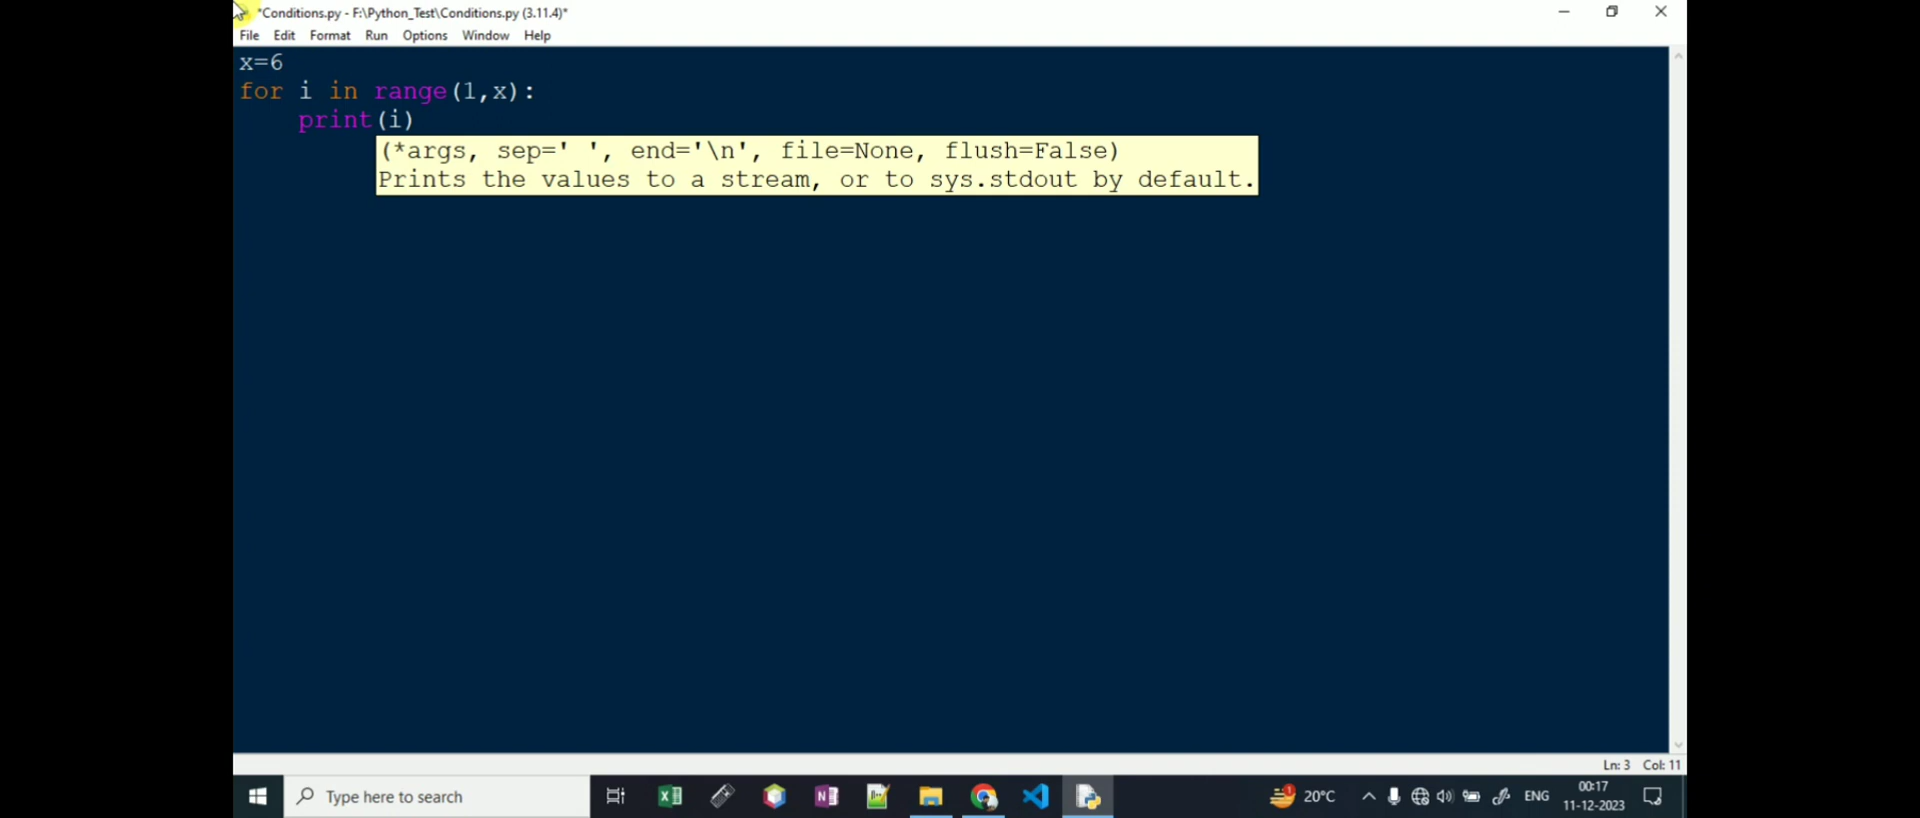 *Conditions.py - F:\Python_Test\Conditions.py (3.11.4)*
File Edit Format Run Options Window Help
x=6
for i in range(1,x):
    print(i)
(*args, sep=' ', end='\n', file=None, flush=False)
Prints the values to a stream, or to sys.stdout by default.
Ln: 3 Col: 11
Type here to search
20°C
ENG
00:17
11-12-2023